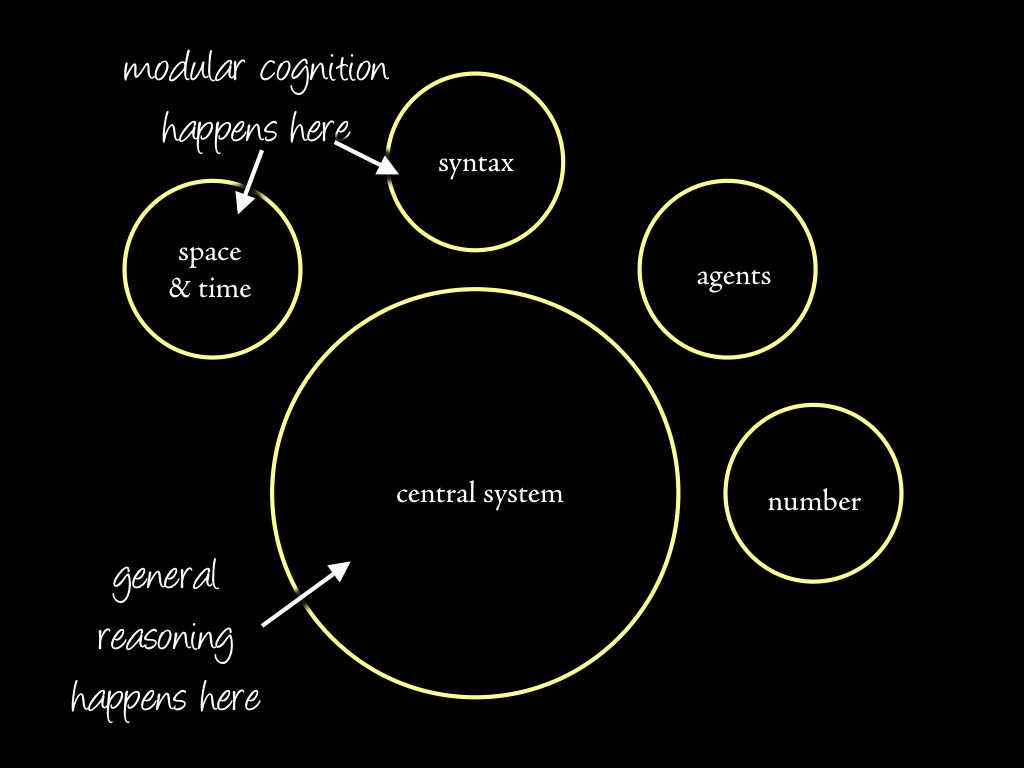 modular cognition
happens here
syntax
space
& time
agents
central system
number
general
reasoning
happens here